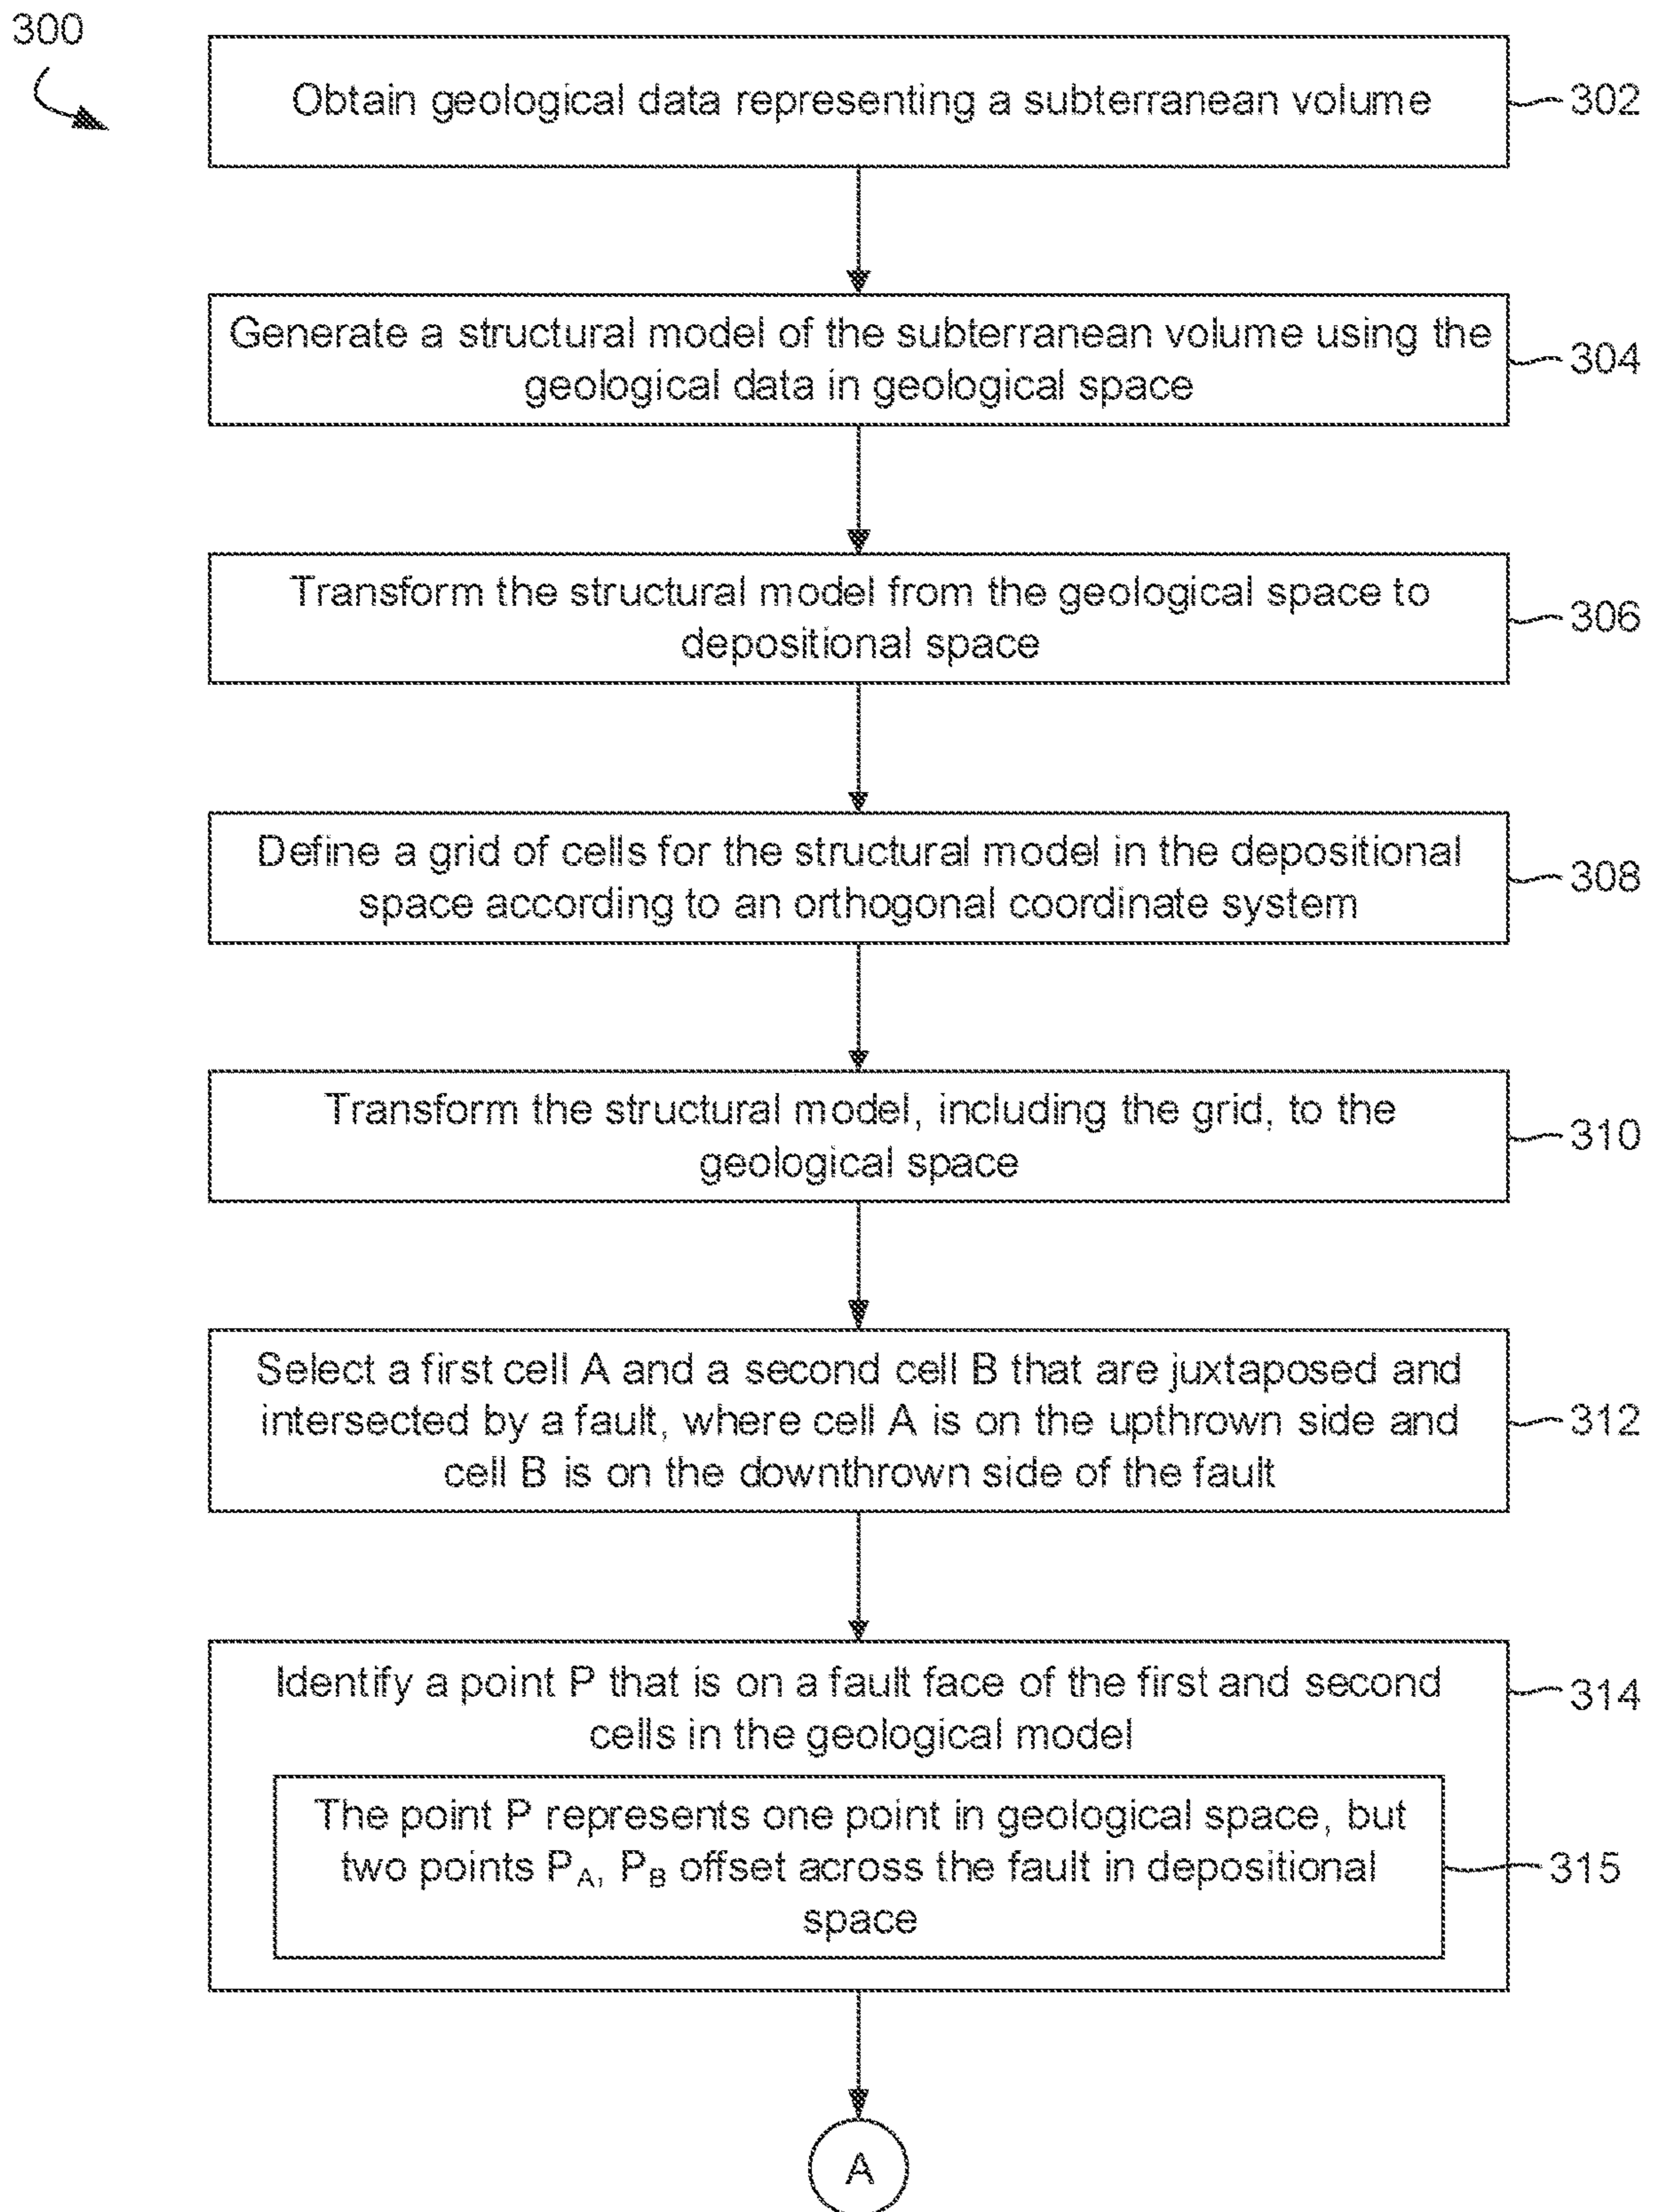 300
Obtain geological data representing a subterranean volume
302
Generate a structural model of the subterranean volume using the
geological data in geological space
304
Transform the structural model from the geological space to
depositional space
306
Define a grid of cells for the structural model in the depositional
space according to an orthogonal coordinate system
308
Transform the structural model, including the grid, to the
geological space
310
Select a first cell A and a second cell B that are juxtaposed and
intersected by a fault, where cell A is on the upthrown side and
cell B is on the downthrown side of the fault
312
Identify a point P that is on a fault face of the first and second
cells in the geological model
314
The point P represents one point in geological space, but
two points P_A, P_B offset across the fault in depositional
space
315
A